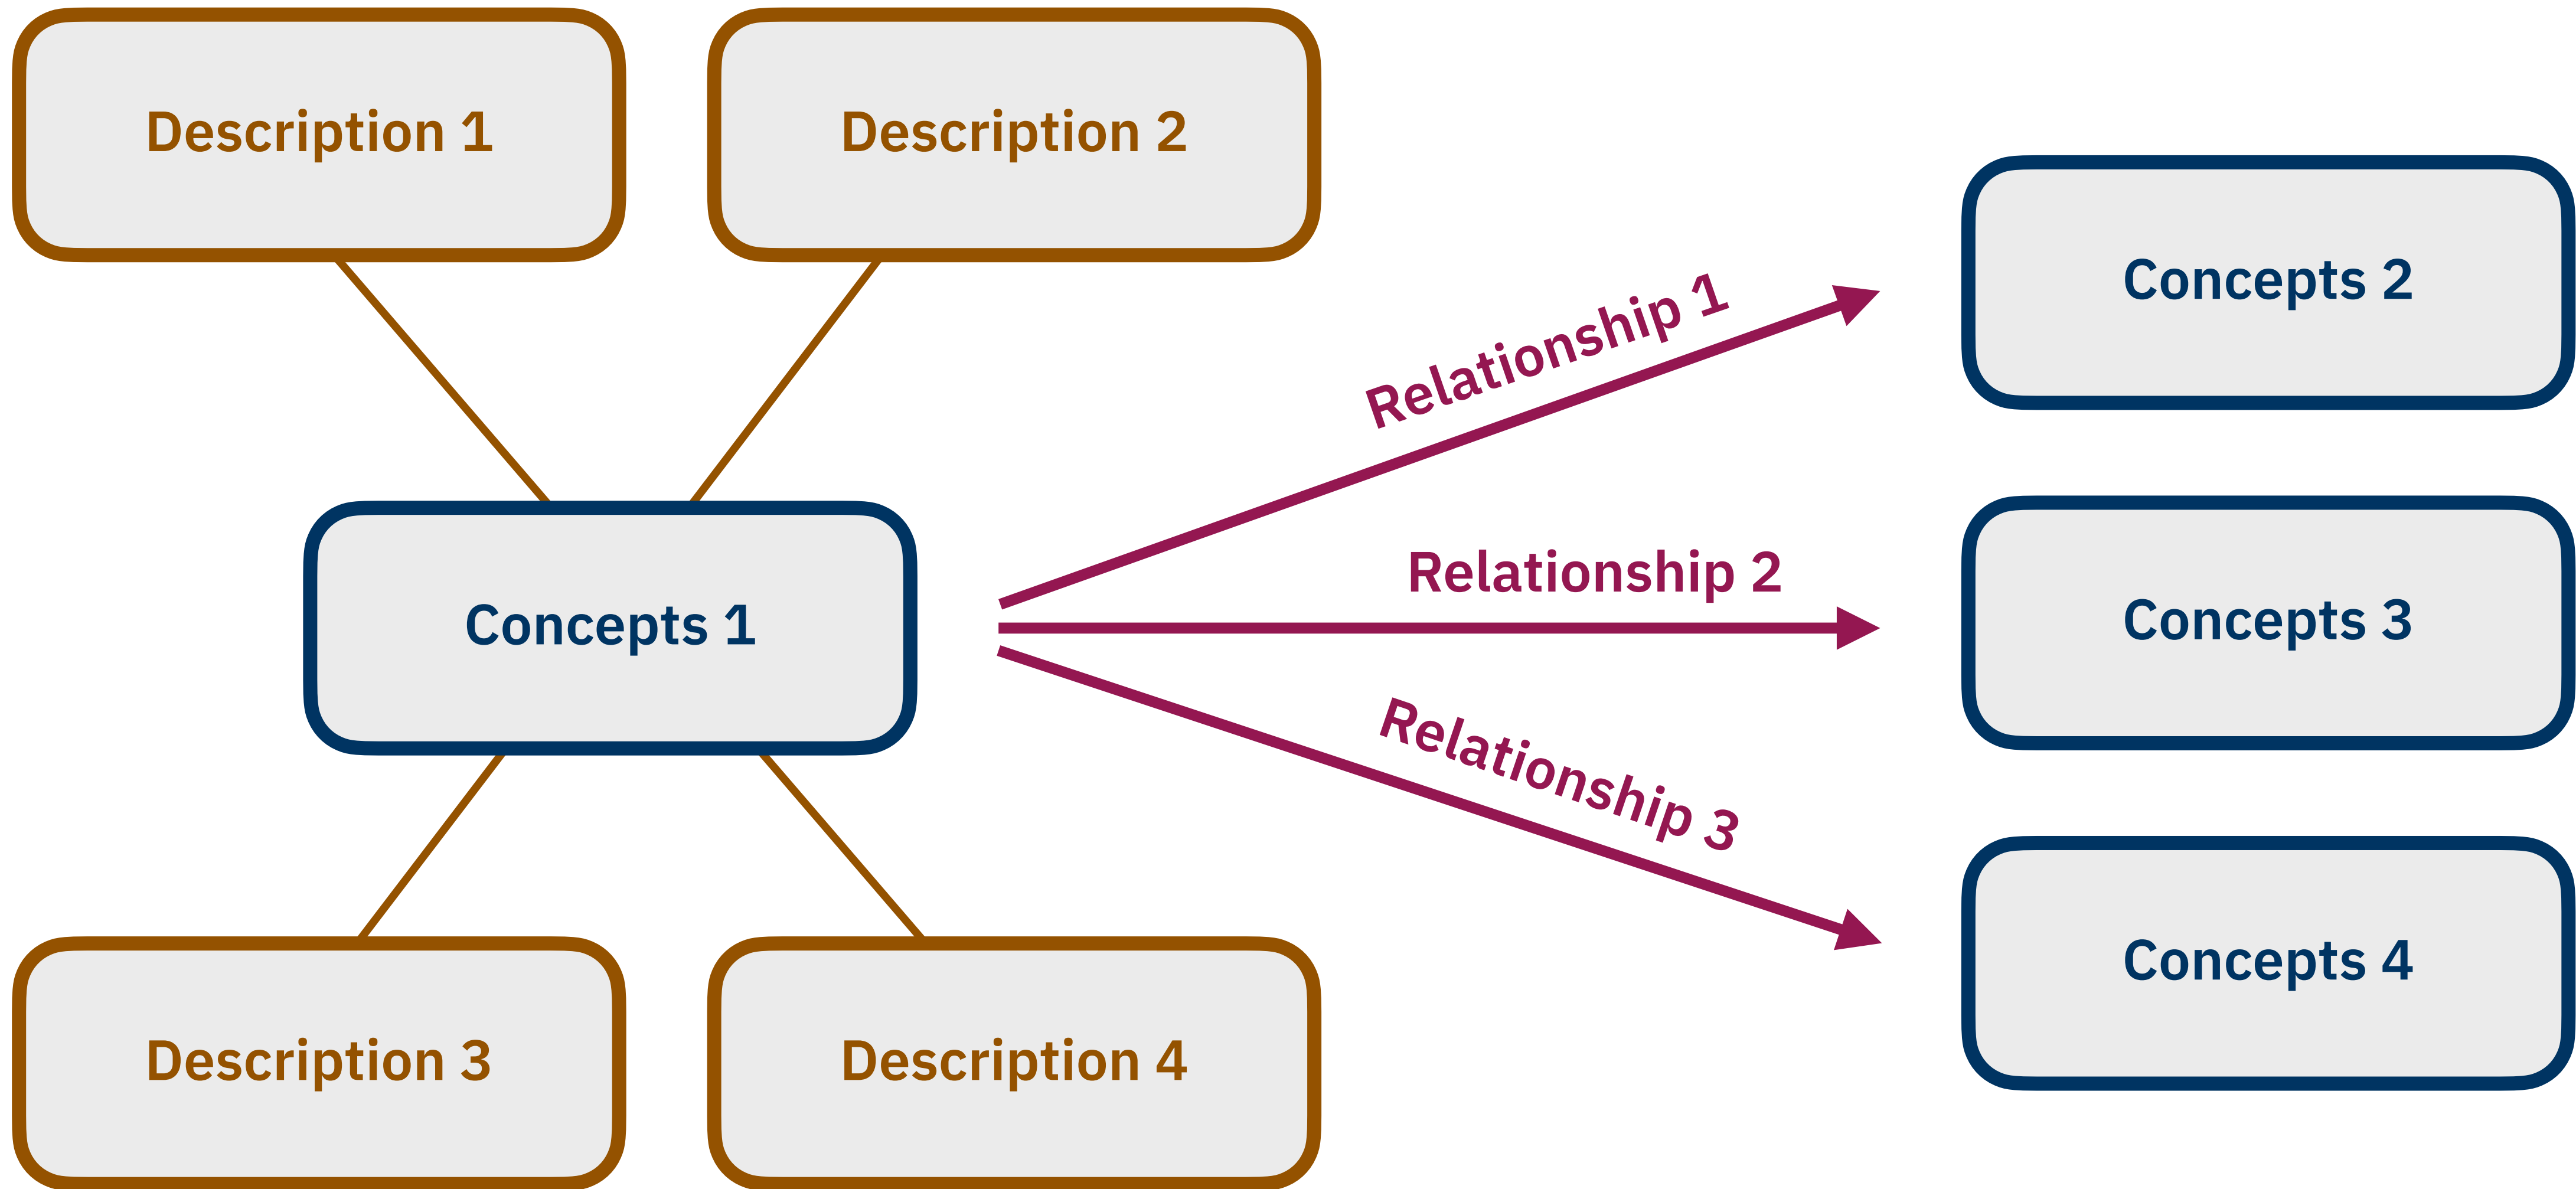 Description 1
Description 2
Relationship 1
Concepts 2
Concepts 1
Relationship 2
Concepts 3
Relationship 3
Concepts 4
Description 3
Description 4